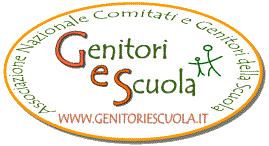 Associazione Nazionale Comitati e Genitori della Scuola
Genitori
e Scuola
WWW.GENITORIESCUOLA.IT